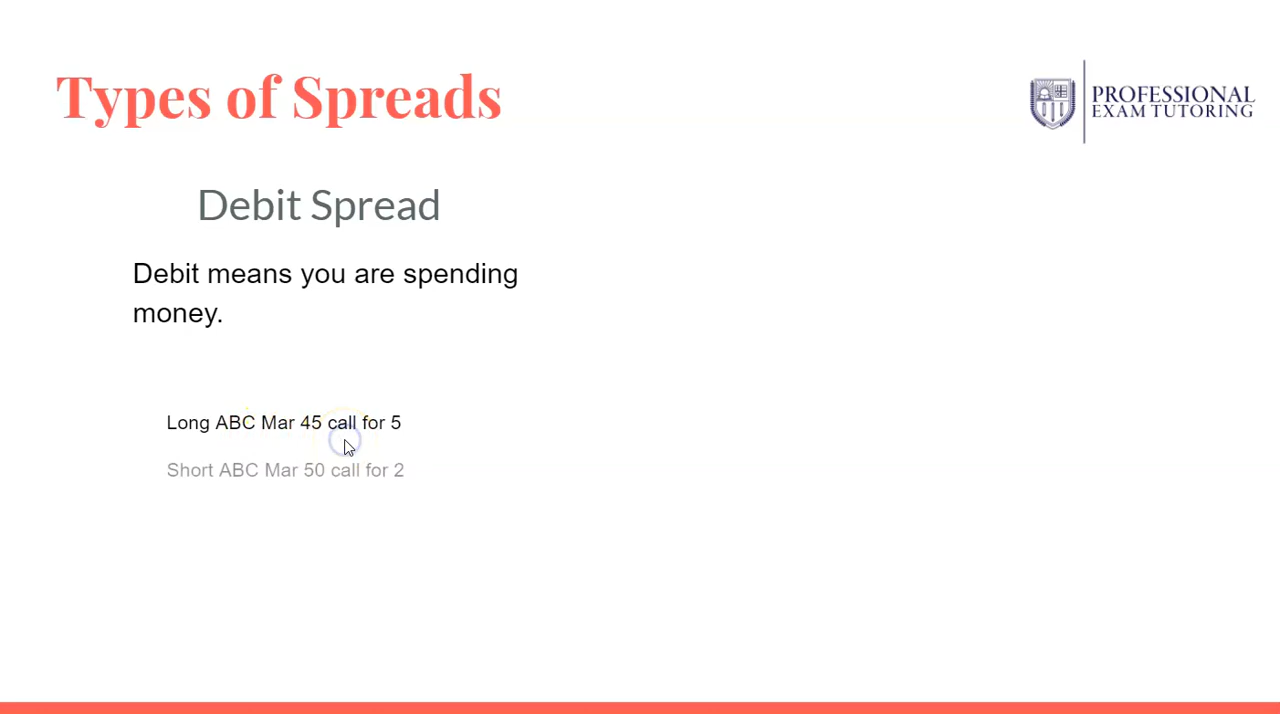 Types of Spreads
PROFESSIONAL
EXAM TUTORING
Debit Spread
Debit means you are spending
money.
Long ABC Mar 45 call for 5
Short ABC Mar 50 call for 2